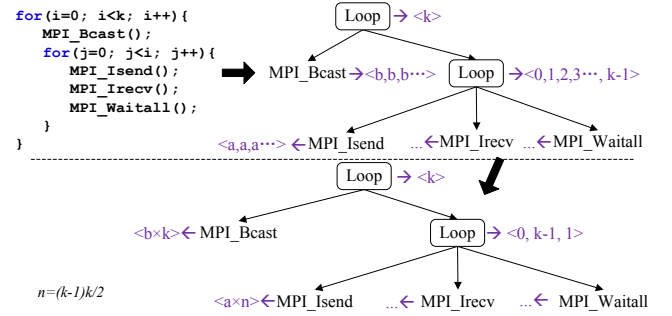 for(i=0; i<k; i++){
MPI_Bcast();
for(j=0; j<i; j++){
MPI_Isend();
MPI_Irecv();
MPI_Waitall();
}
}
Loop → <k>
MPI_Bcast → <b,b,b⋯> Loop → <0,1,2,3⋯, k-1>
<a,a,a⋯> ← MPI_Isend ... ← MPI_Irecv ... ← MPI_Waitall
Loop → <k>
<b×k> ← MPI_Bcast Loop → <0, k-1, 1>
n=(k-1)k/2
<a×n> ← MPI_Isend ... ← MPI_Irecv ... ← MPI_Waitall